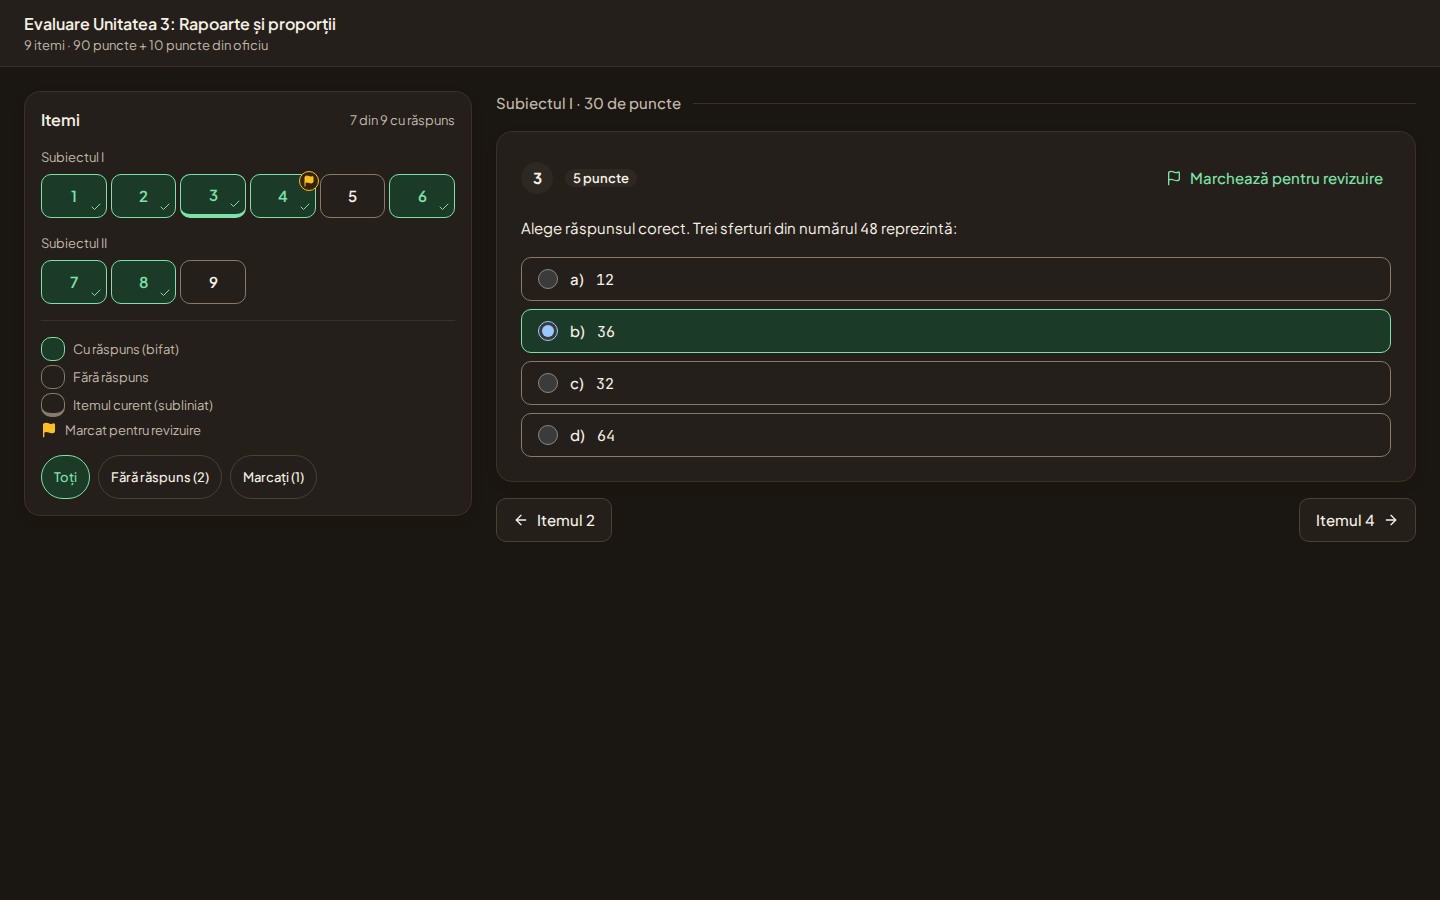 Evaluare Unitatea 3: Rapoarte și proporții
9 itemi · 90 puncte + 10 puncte din oficiu
Itemi
7 din 9 cu răspuns
Subiectul I
1
2
3
4
5
6
Subiectul II
7
8
9
Cu răspuns (bifat)
Fără răspuns
Itemul curent (subliniat)
Marcat pentru revizuire
Toți
Fără răspuns (2)
Marcați (1)
Subiectul I · 30 de puncte
3
5 puncte
Marchează pentru revizuire
Alege răspunsul corect. Trei sferturi din numărul 48 reprezintă:
a) 12
b) 36
c) 32
d) 64
Itemul 2
Itemul 4